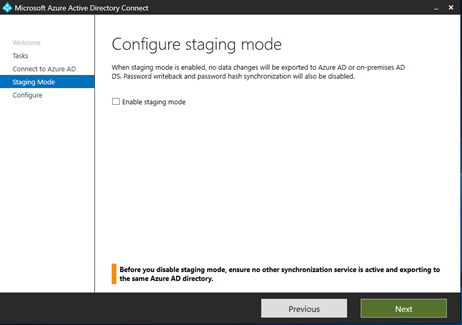 Microsoft Azure Active Directory Connect
Welcome
Tasks
Connect to Azure AD
Staging Mode
Configure
Configure staging mode
When staging mode is enabled, no data changes will be exported to Azure AD or on-premises AD
DS. Password writeback and password hash synchronization will also be disabled.
Enable staging mode
Before you disable staging mode, ensure no other synchronization service is active and exporting to
the same Azure AD directory.
Previous
Next